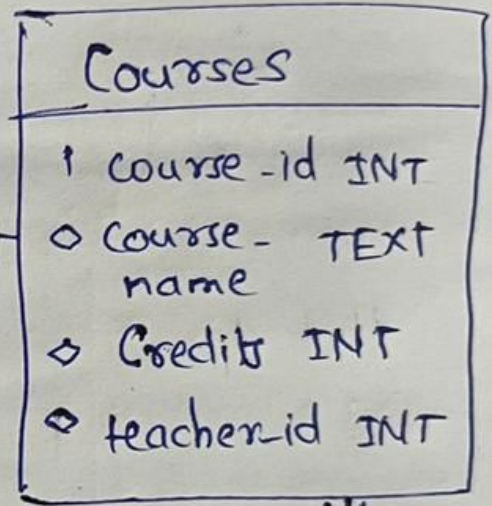 Courses
course-id INT
course- TEXT
name
Credits INT
teacher-id INT